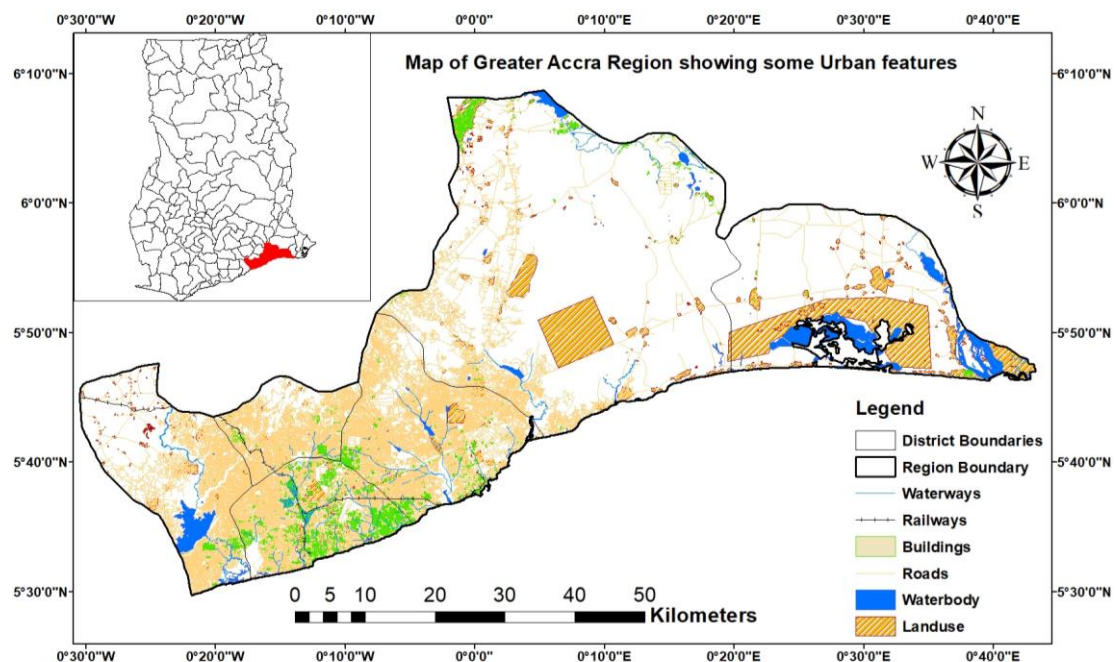 0°30'0"W 0°20'0"W 0°10'0"W 0°0'0" 0°10'0"E 0°20'0"E 0°30'0"E 0°40'0"E
Map of Greater Accra Region showing some Urban features
6°10'0"N 6°10'0"N
N
W E
S
6°0'0"N 6°0'0"N
5°50'0"N 5°50'0"N
Legend
District Boundaries
Region Boundary
Waterways
Railways
Buildings
Roads
Waterbody
Landuse
5°40'0"N 5°40'0"N
5°30'0"N 5°30'0"N
0 5 10 20 30 40 50
Kilometers
0°30'0"W 0°20'0"W 0°10'0"W 0°0'0" 0°10'0"E 0°20'0"E 0°30'0"E 0°40'0"E